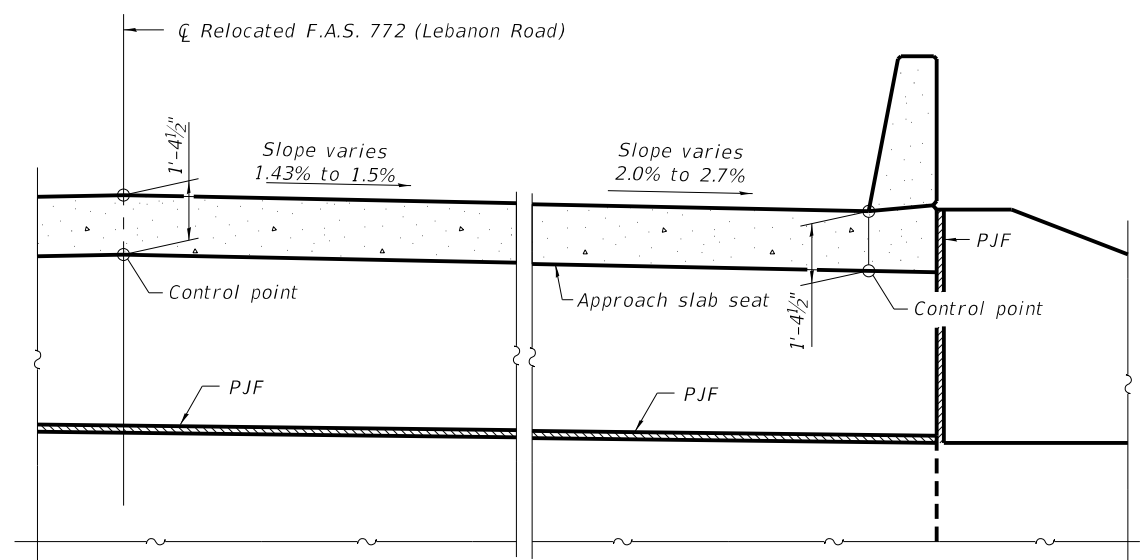 ℄ Relocated F.A.S. 772 (Lebanon Road)
1'-4½"
Slope varies
1.43% to 1.5%
Slope varies
2.0% to 2.7%
PJF
Control point
Approach slab seat
1'-4½"
Control point
PJF
PJF